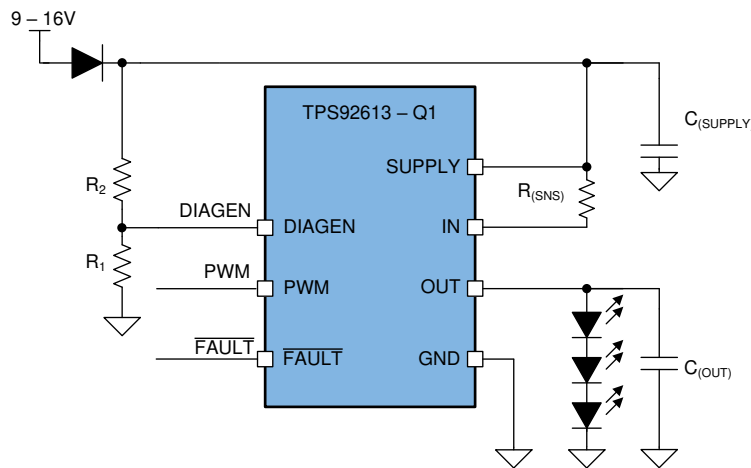 9 – 16V
TPS92613 – Q1
C(SUPPLY
SUPPLY
R2
R(SNS)
DIAGEN
DIAGEN
IN
R1
PWM
PWM
OUT
FAULT
FAULT
GND
C(OUT)